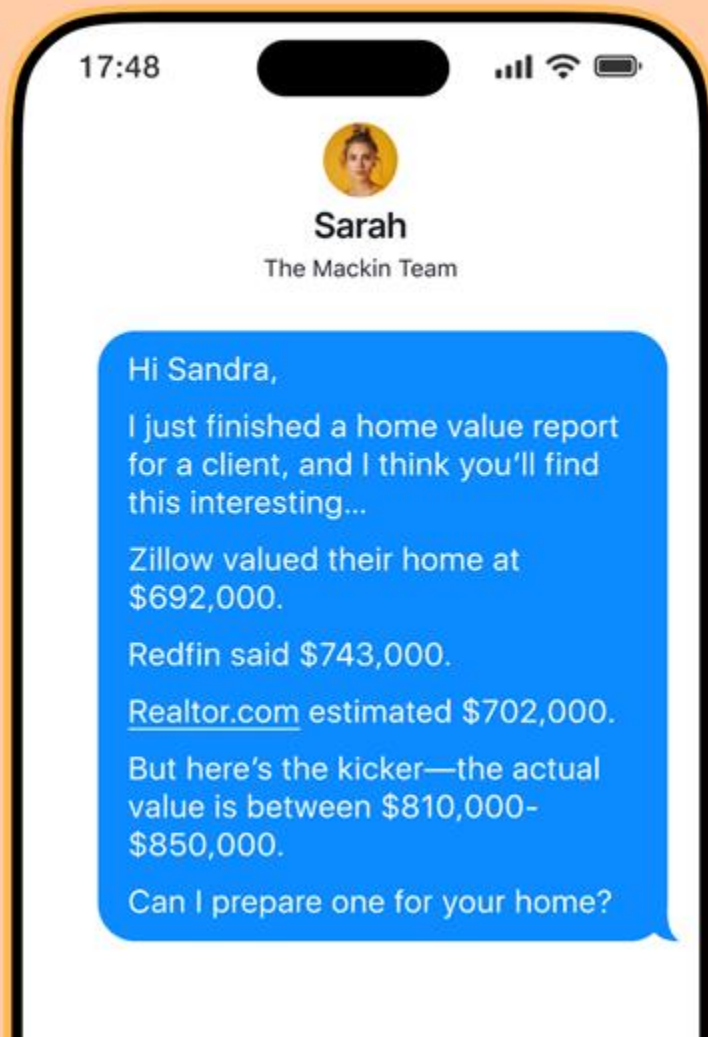 17:48
Sarah
The Mackin Team
Hi Sandra,
I just finished a home value report
for a client, and I think you’ll find
this interesting...
Zillow valued their home at
$692,000.
Redfin said $743,000.
Realtor.com estimated $702,000.
But here’s the kicker—the actual
value is between $810,000-
$850,000.
Can I prepare one for your home?